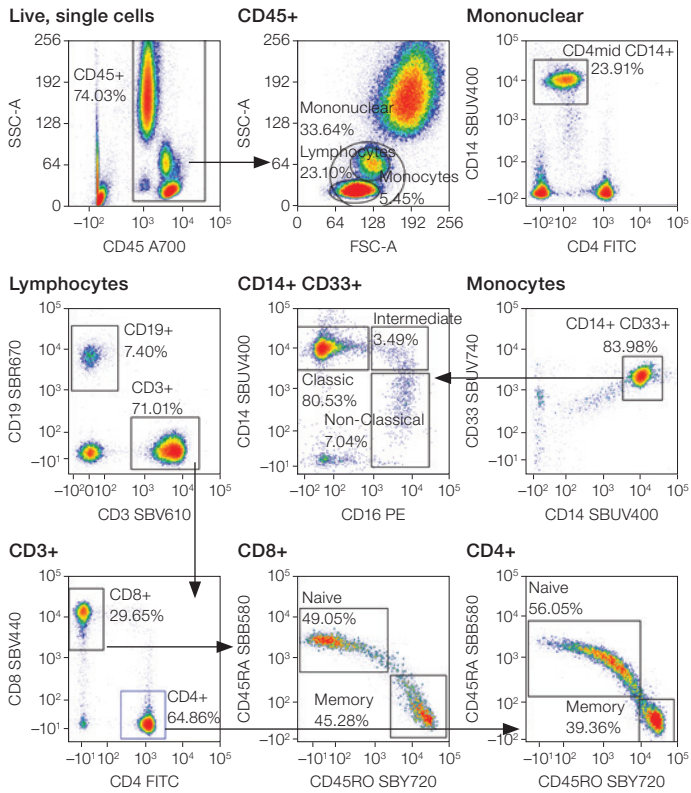 Live, single cells
CD45+
Mononuclear
256
192
128
64
0
SSC-A
CD45+
74.03%
−10²
10³
10⁴
10⁵
CD45 A700
256
192
128
64
0
SSC-A
Mononuclear
33.64%
Lymphocytes
23.10%
Monocytes
5.45%
0
64
128
192
256
FSC-A
10⁵
10⁴
10³
10²
−10²
CD14 SBUV400
CD4mid CD14+
23.91%
−10²
10²
10³
10⁴
10⁵
CD4 FITC
Lymphocytes
CD14+ CD33+
Monocytes
10⁵
10⁴
10³
10²
−10¹
CD19 SBR670
CD19+
7.40%
CD3+
71.01%
−10²
0
10²
10³
10⁴
10⁵
CD3 SBV610
10⁵
10⁴
10³
10²
−10¹
CD14 SBUV400
Intermediate
3.49%
Classic
80.53%
Non-Classical
7.04%
−10¹
10²
10³
10⁴
10⁵
CD16 PE
10⁵
10⁴
10³
10²
−10¹
CD33 SBUV740
CD14+ CD33+
83.98%
−10²
10²
10³
10⁴
10⁵
CD14 SBUV400
CD3+
CD8+
CD4+
10⁵
10⁴
10³
10²
−10¹
CD8 SBV440
CD8+
29.65%
CD4+
64.86%
−10¹
10²
10³
10⁴
10⁵
CD4 FITC
10⁵
10⁴
10³
10²
−10²
CD45RA SBB580
Naive
49.05%
Memory
45.28%
−10¹
10²
10³
10⁴
10⁵
CD45RO SBY720
10⁵
10⁴
10³
10²
−10²
CD45RA SBB580
Naive
56.05%
Memory
39.36%
−10¹
10²
10³
10⁴
10⁵
CD45RO SBY720